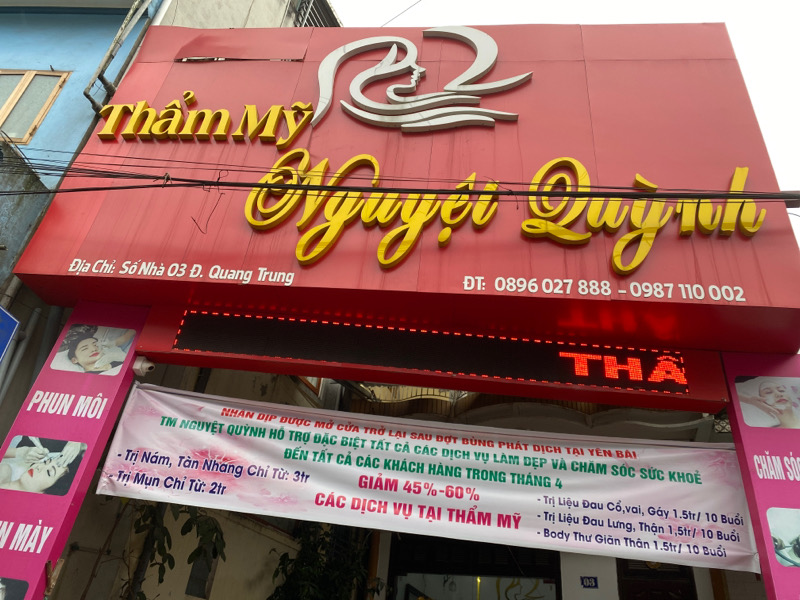 Thẩm Mỹ
Nguyệt Quỳnh
Địa Chỉ: Số Nhà 03 Đ. Quang Trung
ĐT: 0896 027 888 - 0987 110 002
THẨ
PHUN MÔI
NHÂN DỊP ĐƯỢC MỞ CỬA TRỞ LẠI SAU ĐỢT BÙNG PHÁT DỊCH TẠI YÊN BÁI
TM NGUYỆT QUỲNH HỖ TRỢ ĐẶC BIỆT TẤT CẢ CÁC DỊCH VỤ LÀM ĐẸP VÀ CHĂM SÓC SỨC KHOẺ
ĐẾN TẤT CẢ CÁC KHÁCH HÀNG TRONG THÁNG 4
GIẢM 45%-60%
CÁC DỊCH VỤ TẠI THẨM MỸ
- Trị Nám, Tàn Nhang Chỉ Từ: 3tr
- Trị Mụn Chỉ Từ: 2tr
- Trị Liệu Đau Cổ,vai, Gáy 1.5tr/ 10 Buổi
- Trị Liệu Đau Lưng, Thận 1,5tr/ 10 Buổi
- Body Thư Giãn Thân 1.5tr/ 10 Buổi
CHĂM SÓC
N MÀY
03